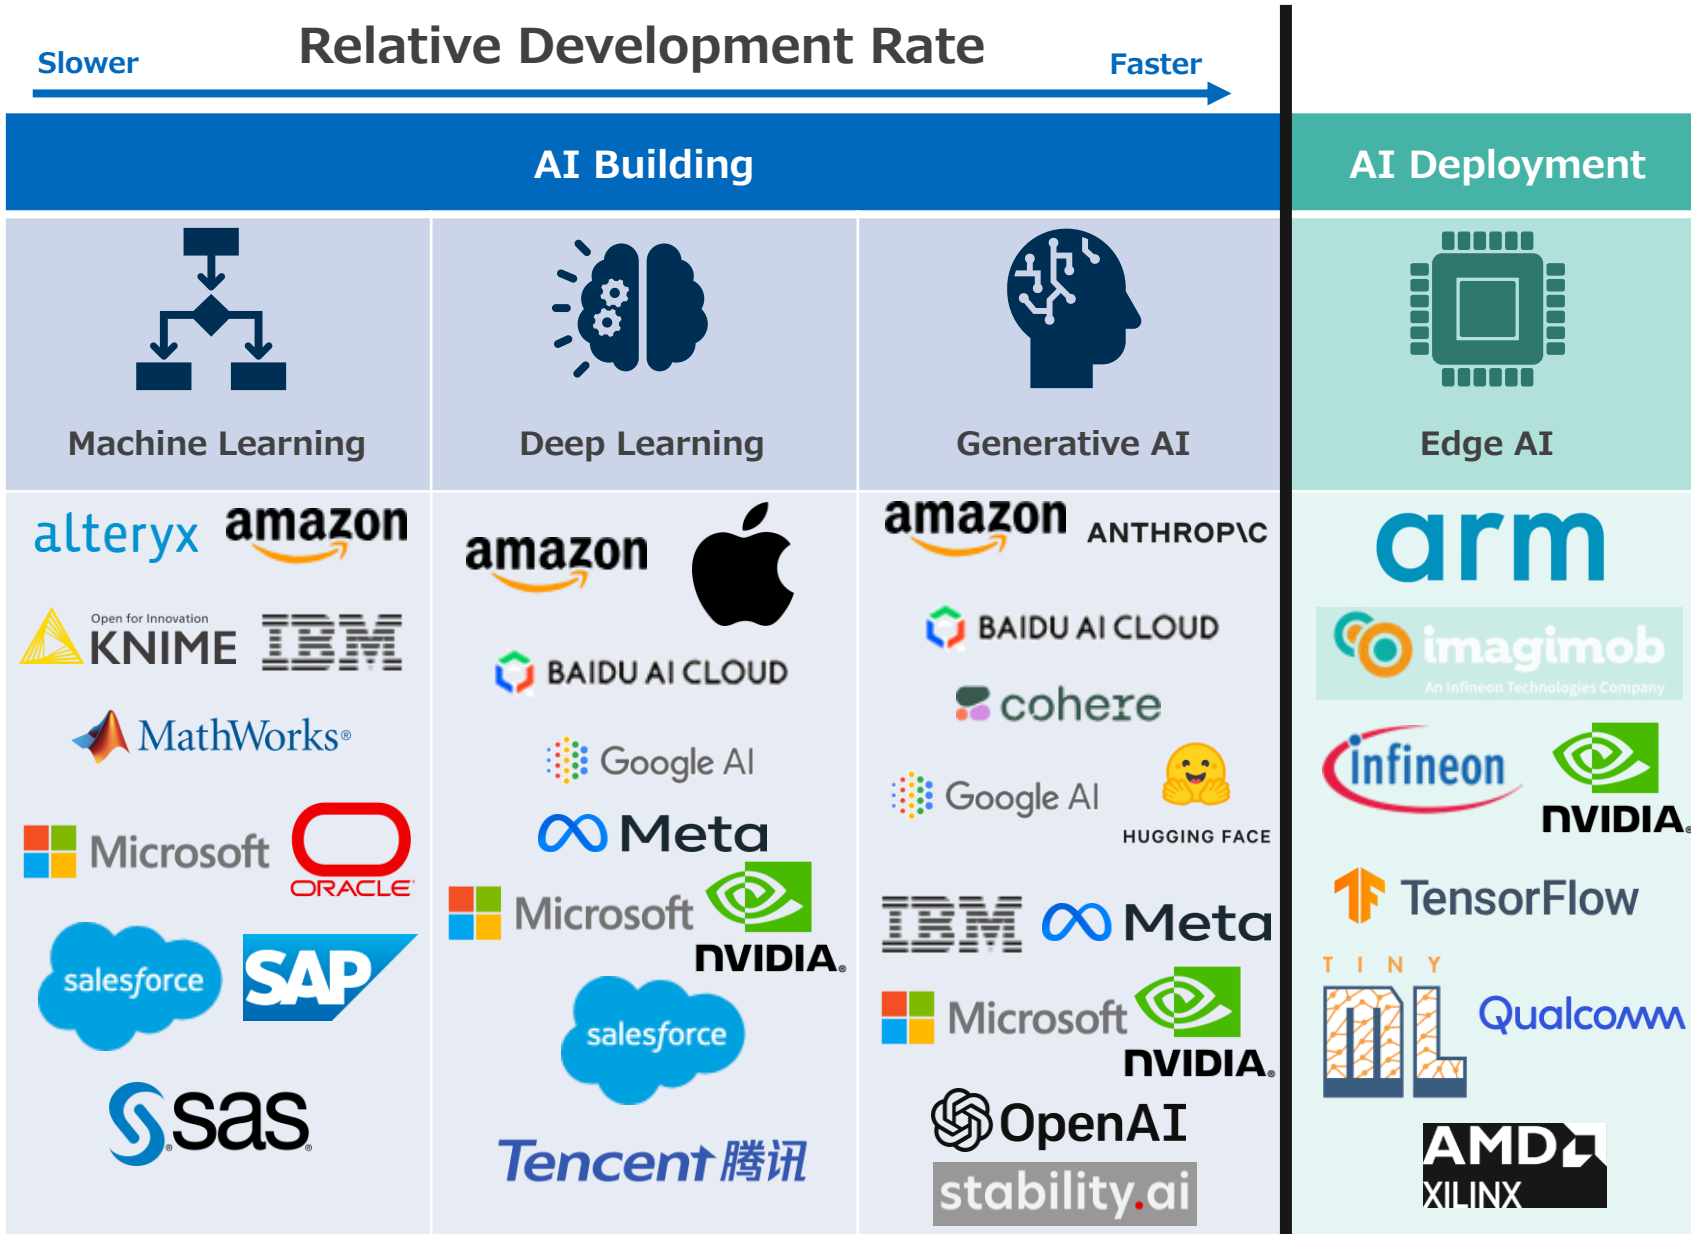 Relative Development Rate
Slower
Faster
AI Building
AI Deployment
Machine Learning
Deep Learning
Generative AI
Edge AI
alteryx
amazon
Open for Innovation
KNIME
IBM
MathWorks®
Microsoft
ORACLE
salesforce
SAP
sas
amazon
BAIDU AI CLOUD
Google AI
Meta
Microsoft
NVIDIA®
salesforce
Tencent 腾讯
amazon
ANTHROP\C
BAIDU AI CLOUD
cohere
Google AI
HUGGING FACE
IBM
Meta
Microsoft
NVIDIA®
OpenAI
stability.ai
arm
imagimob
An Infineon Technologies Company
infineon
NVIDIA®
TensorFlow
TINY
ML
Qualcomm
AMD
XILINX